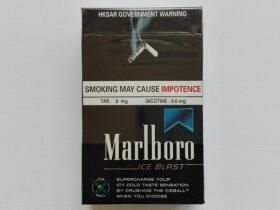 HKSAR GOVERNMENT WARNING
SMOKING MAY CAUSE IMPOTENCE
TAR : 8 mg NICOTINE : 0.6 mg
Marlboro
ICE BLAST
SUPERCHARGE YOUR
ICY COLD TASTE SENSATION
BY CRUSHING THE ICEBALL™
WHEN YOU CHOOSE